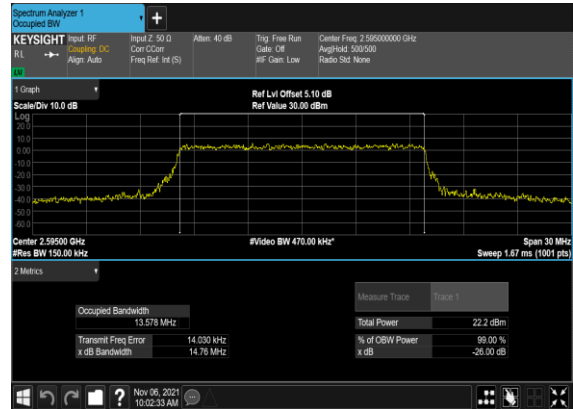 Spectrum Analyzer 1
Occupied BW
+
KEYSIGHT Input: RF Input Z: 50 Ω Atten: 40 dB Trig: Free Run Center Freq: 2.595000000 GHz
RL Coupling: DC Corr CCorr Gate: Off Avg|Hold: 500/500
Align: Auto Freq Ref: Int (S) #IF Gain: Low Radio Std: None
LW
1 Graph
Ref Lvl Offset 5.10 dB
Scale/Div 10.0 dB Ref Value 30.00 dBm
Log
20.0
10.0
0.00
-10.0
-20.0
-30.0
-40.0
-50.0
-60.0
Center 2.59500 GHz #Video BW 470.00 kHz* Span 30 MHz
#Res BW 150.00 kHz Sweep 1.67 ms (1001 pts)
2 Metrics
Measure Trace Trace 1
Occupied Bandwidth
13.578 MHz
Total Power 22.2 dBm
Transmit Freq Error 14.030 kHz % of OBW Power 99.00 %
x dB Bandwidth 14.76 MHz x dB -26.00 dB
? Nov 06, 2021
10:02:33 AM